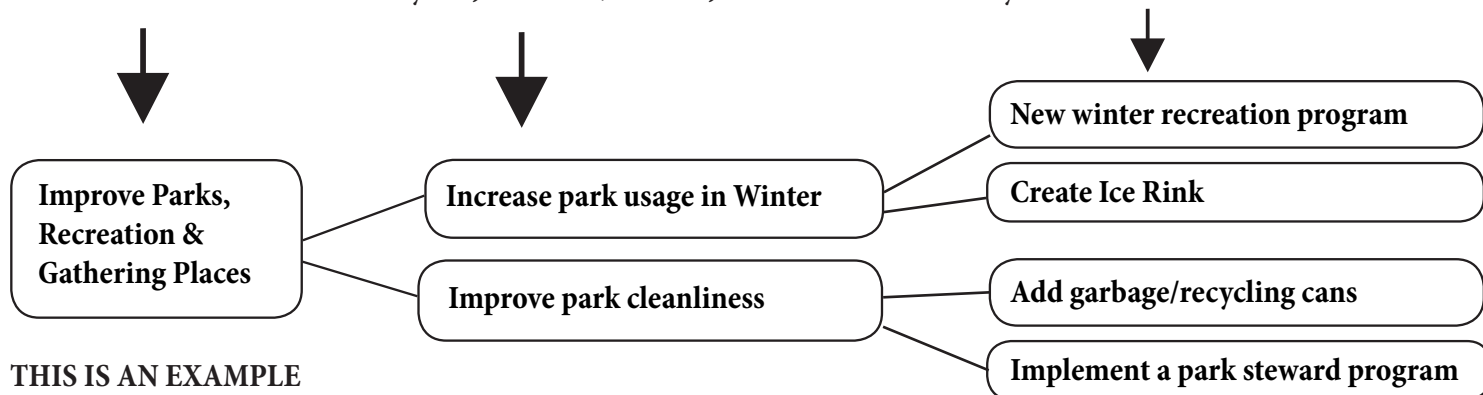 New winter recreation program
Improve Parks,
Recreation &
Gathering Places
Increase park usage in Winter
Create Ice Rink
Improve park cleanliness
Add garbage/recycling cans
Implement a park steward program
THIS IS AN EXAMPLE